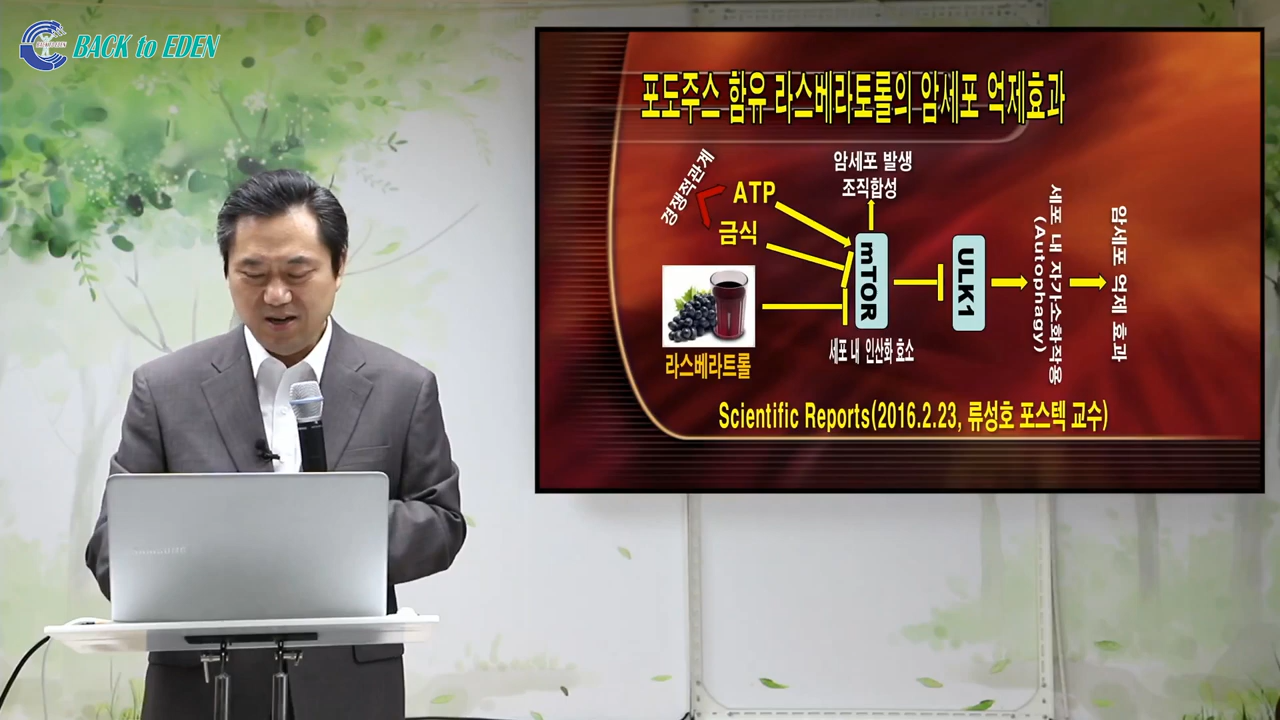 BACK to EDEN
포도주스 함유 라스베라토롤의 암세포 억제효과
경쟁적관계
ATP
금식
라스베라트롤
암세포 발생
조직합성
mTOR
세포 내 인산화 효소
ULK1
세포 내 자가소화작용
(Autophagy)
암세포 억제 효과
Scientific Reports(2016.2.23, 류성호 포스텍 교수)
SAMSUNG